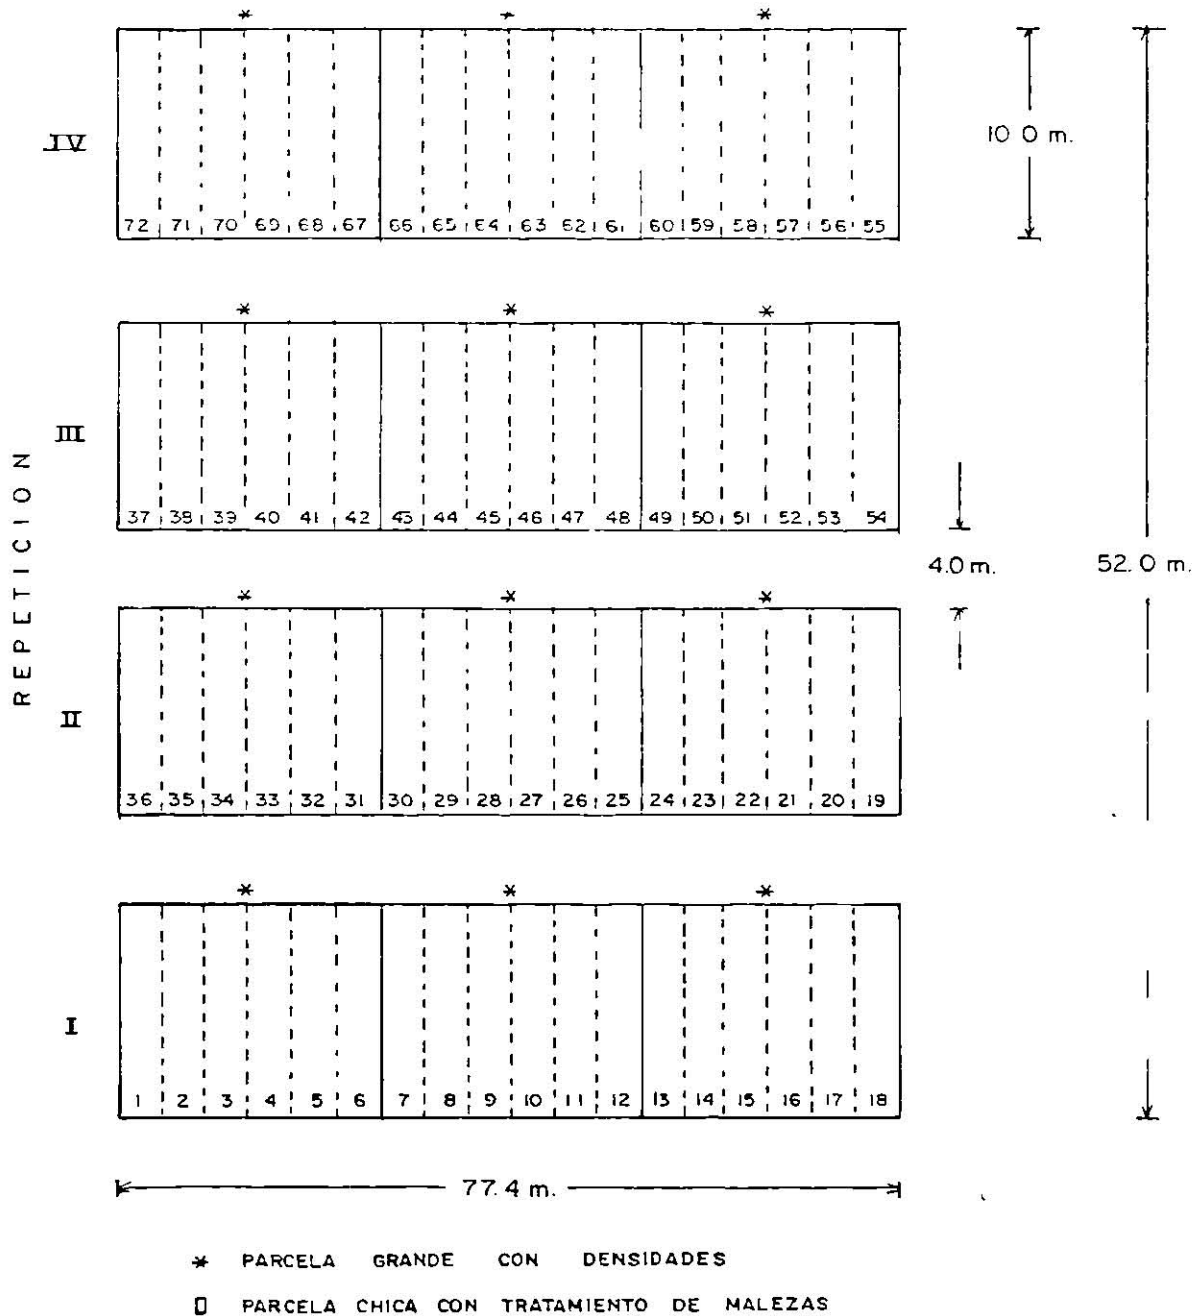 * * *
IV
72 71 70 69 68 67 66 65 64 63 62 61 60 59 58 57 56 55
10 0 m.
* * *
III
37 38 39 40 41 42 43 44 45 46 47 48 49 50 51 52 53 54
4.0 m.
52.0 m.
REPETICION
* * *
II
36 35 34 33 32 31 30 29 28 27 26 25 24 23 22 21 20 19
* * *
I
1 2 3 4 5 6 7 8 9 10 11 12 13 14 15 16 17 18
77.4 m.
* PARCELA GRANDE CON DENSIDADES
▯ PARCELA CHICA CON TRATAMIENTO DE MALEZAS